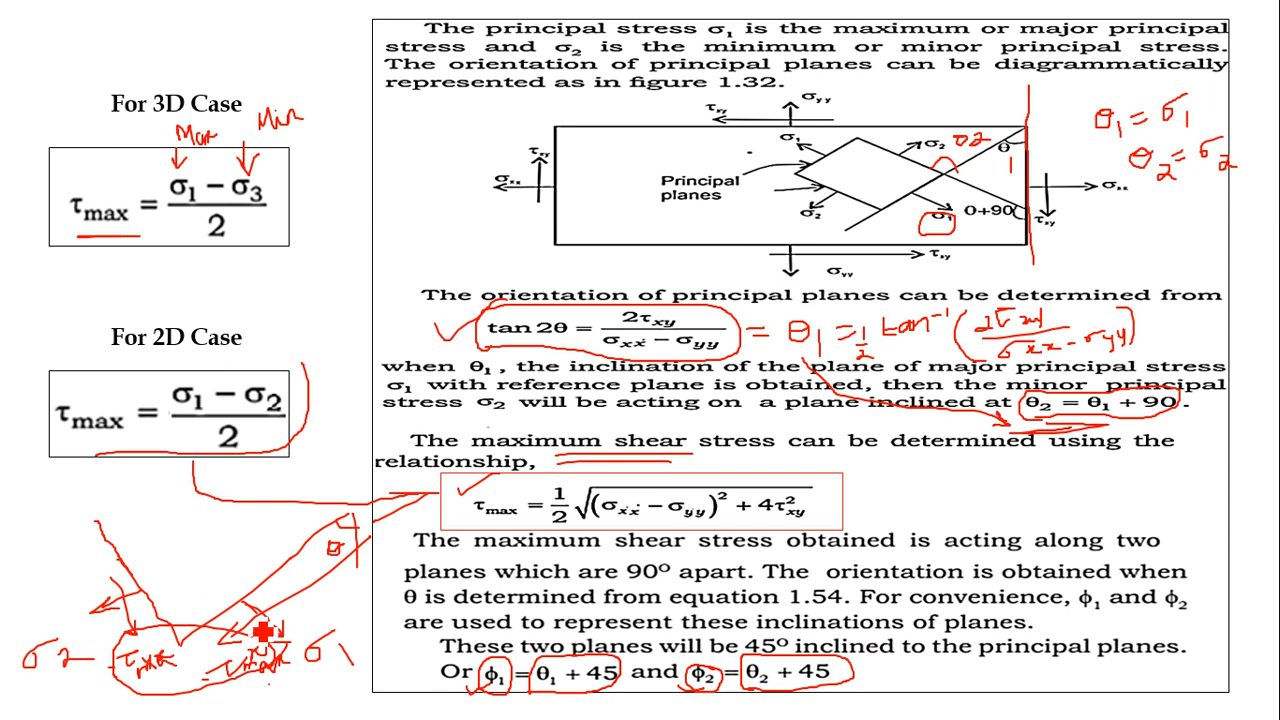 For 3D Case
Max
Min
τmax = σ1 − σ3 / 2
For 2D Case
τmax = σ1 − σ2 / 2
The principal stress σ1 is the maximum or major principal
stress and σ2 is the minimum or minor principal stress.
The orientation of principal planes can be diagrammatically
represented as in figure 1.32.
σyy
τxy
σ1
σ2
σ2
θ
1
θ1 = σ1
θ2 = σ2
τxy
σxx
Principal
planes
σxx
σ2
σ1
θ+90
τxy
τxy
σyy
The orientation of principal planes can be determined from
tan 2θ = 2τxy / σxx − σyy = θ1 = 1/2 tan⁻¹ (2τxy / σxx − σyy)
when θ1, the inclination of the plane of major principal stress
σ1 with reference plane is obtained, then the minor principal
stress σ2 will be acting on a plane inclined at θ2 = θ1 + 90.
The maximum shear stress can be determined using the
relationship,
τmax = 1/2 √(σxx − σyy)² + 4τ²xy
The maximum shear stress obtained is acting along two
planes which are 90° apart. The orientation is obtained when
θ is determined from equation 1.54. For convenience, ϕ1 and ϕ2
are used to represent these inclinations of planes.
These two planes will be 45° inclined to the principal planes.
Or ϕ1 = θ1 + 45 and ϕ2 = θ2 + 45
θ
σ2
σ1